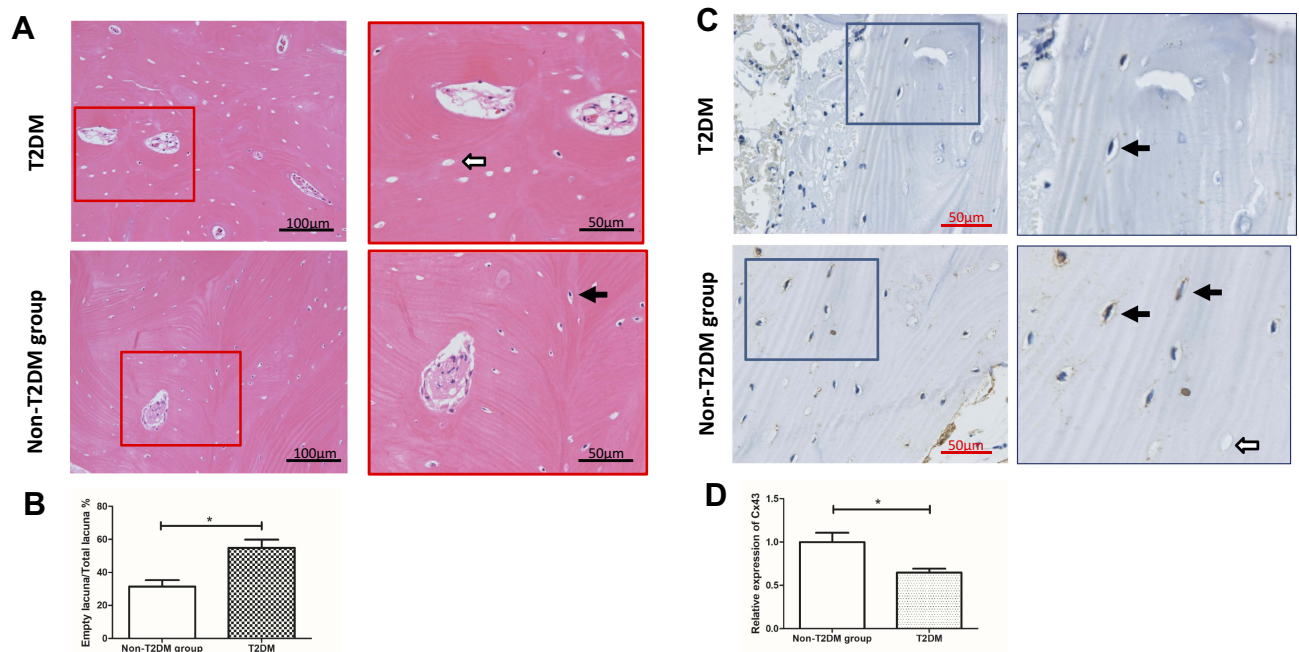 A
T2DM
100μm
50μm
Non-T2DM group
100μm
50μm
B
Empty lacuna/Total lacuna %
80
60
40
20
0
*
Non-T2DM group
T2DM
C
T2DM
50μm
Non-T2DM group
50μm
D
Relative expression of Cx43
1.5
1.0
0.5
0.0
*
Non-T2DM group
T2DM